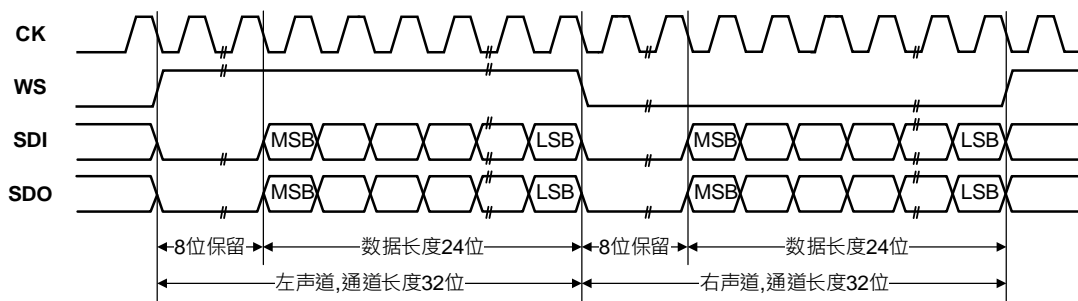 CK
WS
SDI MSB LSB MSB LSB
SDO MSB LSB MSB LSB
8位保留 数据长度24位 8位保留 数据长度24位
左声道,通道长度32位 右声道,通道长度32位